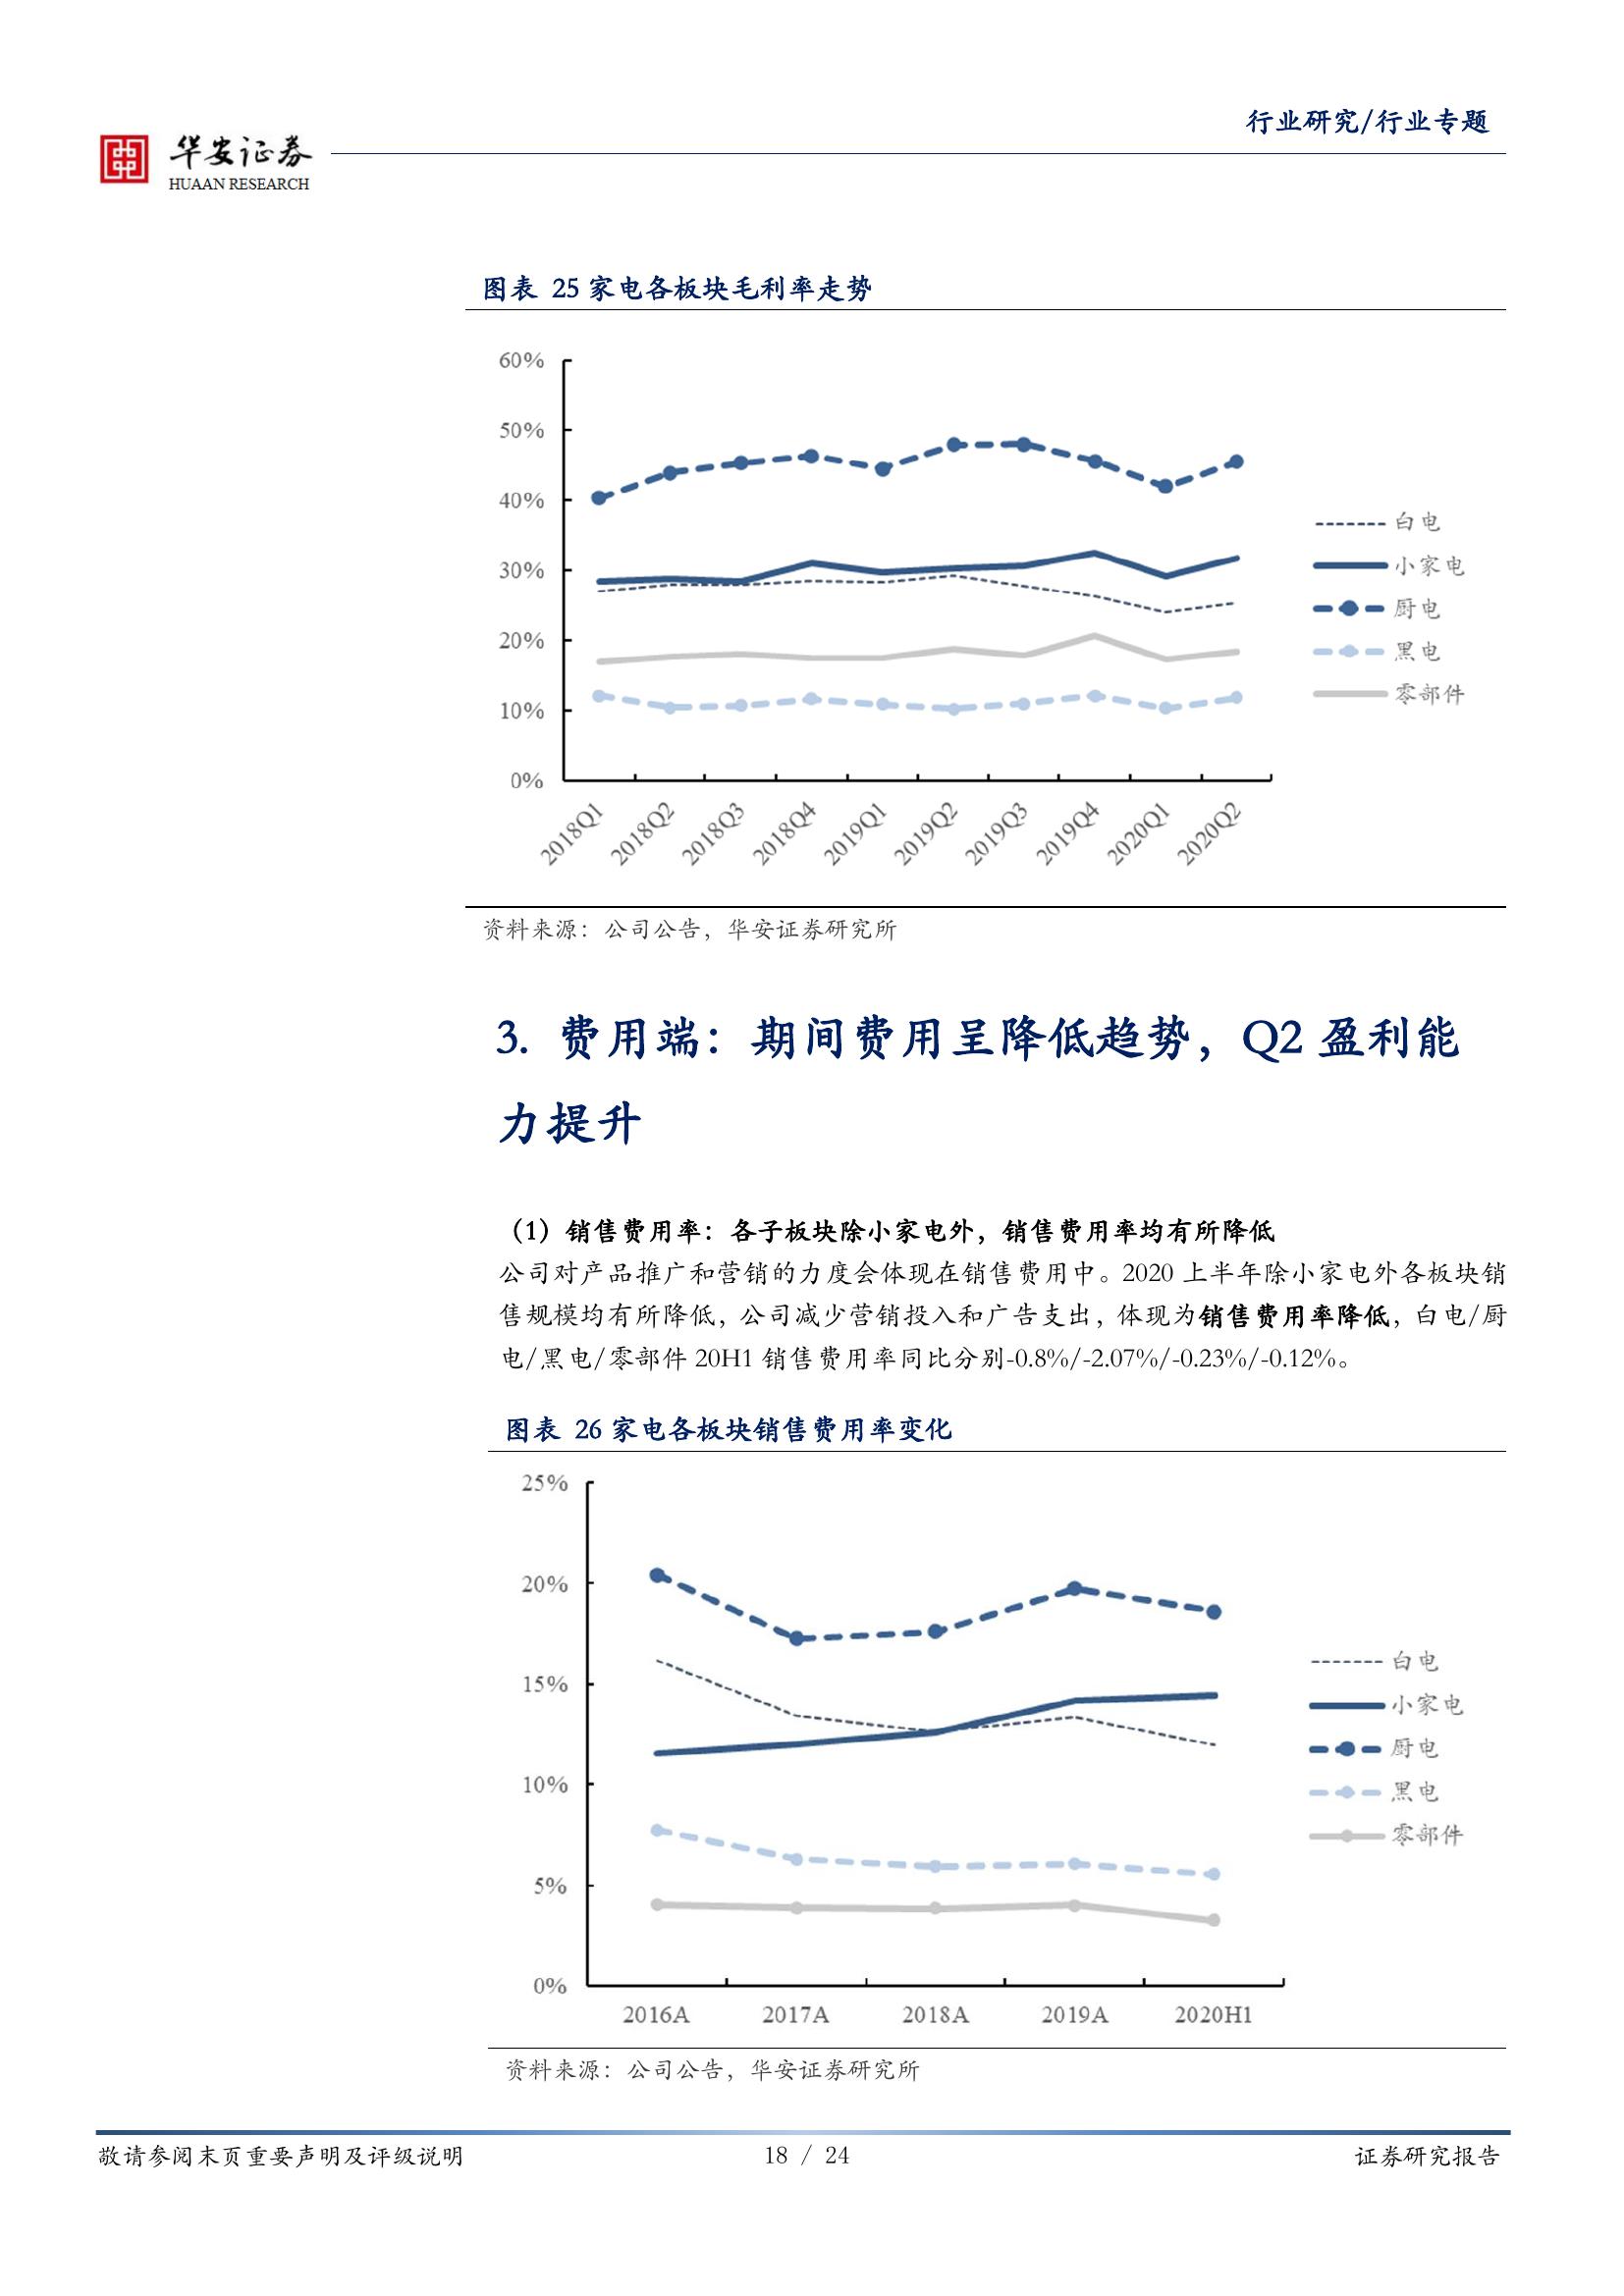 行业研究/行业专题
华安证券
HUAAN RESEARCH
图表 25 家电各板块毛利率走势
60%
50%
40%
30%
20%
10%
0%
2018Q1
2018Q2
2018Q3
2018Q4
2019Q1
2019Q2
2019Q3
2019Q4
2020Q1
2020Q2
白电
小家电
厨电
黑电
零部件
资料来源：公司公告，华安证券研究所
3. 费用端：期间费用呈降低趋势，Q2 盈利能
力提升
（1）销售费用率：各子板块除小家电外，销售费用率均有所降低
公司对产品推广和营销的力度会体现在销售费用中。2020 上半年除小家电外各板块销
售规模均有所降低，公司减少营销投入和广告支出，体现为销售费用率降低，白电/厨
电/黑电/零部件 20H1 销售费用率同比分别-0.8%/-2.07%/-0.23%/-0.12%。
图表 26 家电各板块销售费用率变化
25%
20%
15%
10%
5%
0%
2016A
2017A
2018A
2019A
2020H1
白电
小家电
厨电
黑电
零部件
资料来源：公司公告，华安证券研究所
敬请参阅末页重要声明及评级说明
18 / 24
证券研究报告